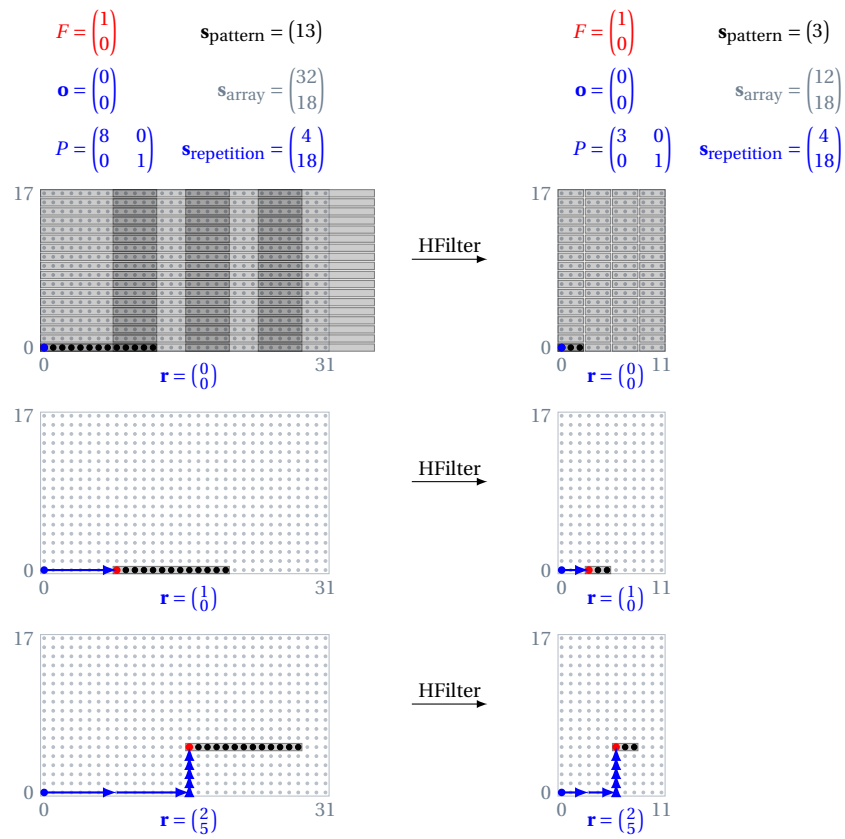 F = (1 0) s_pattern = (13) F = (1 0) s_pattern = (3)
o = (0 0) s_array = (32 18) o = (0 0) s_array = (12 18)
P = (8 0 0 1) s_repetition = (4 18) P = (3 0 0 1) s_repetition = (4 18)
17 17
HFilter
0 0
0 31 0 11
r = (0 0) r = (0 0)
17 17
HFilter
0 0
0 31 0 11
r = (1 0) r = (1 0)
17 17
HFilter
0 0
0 31 0 11
r = (2 5) r = (2 5)